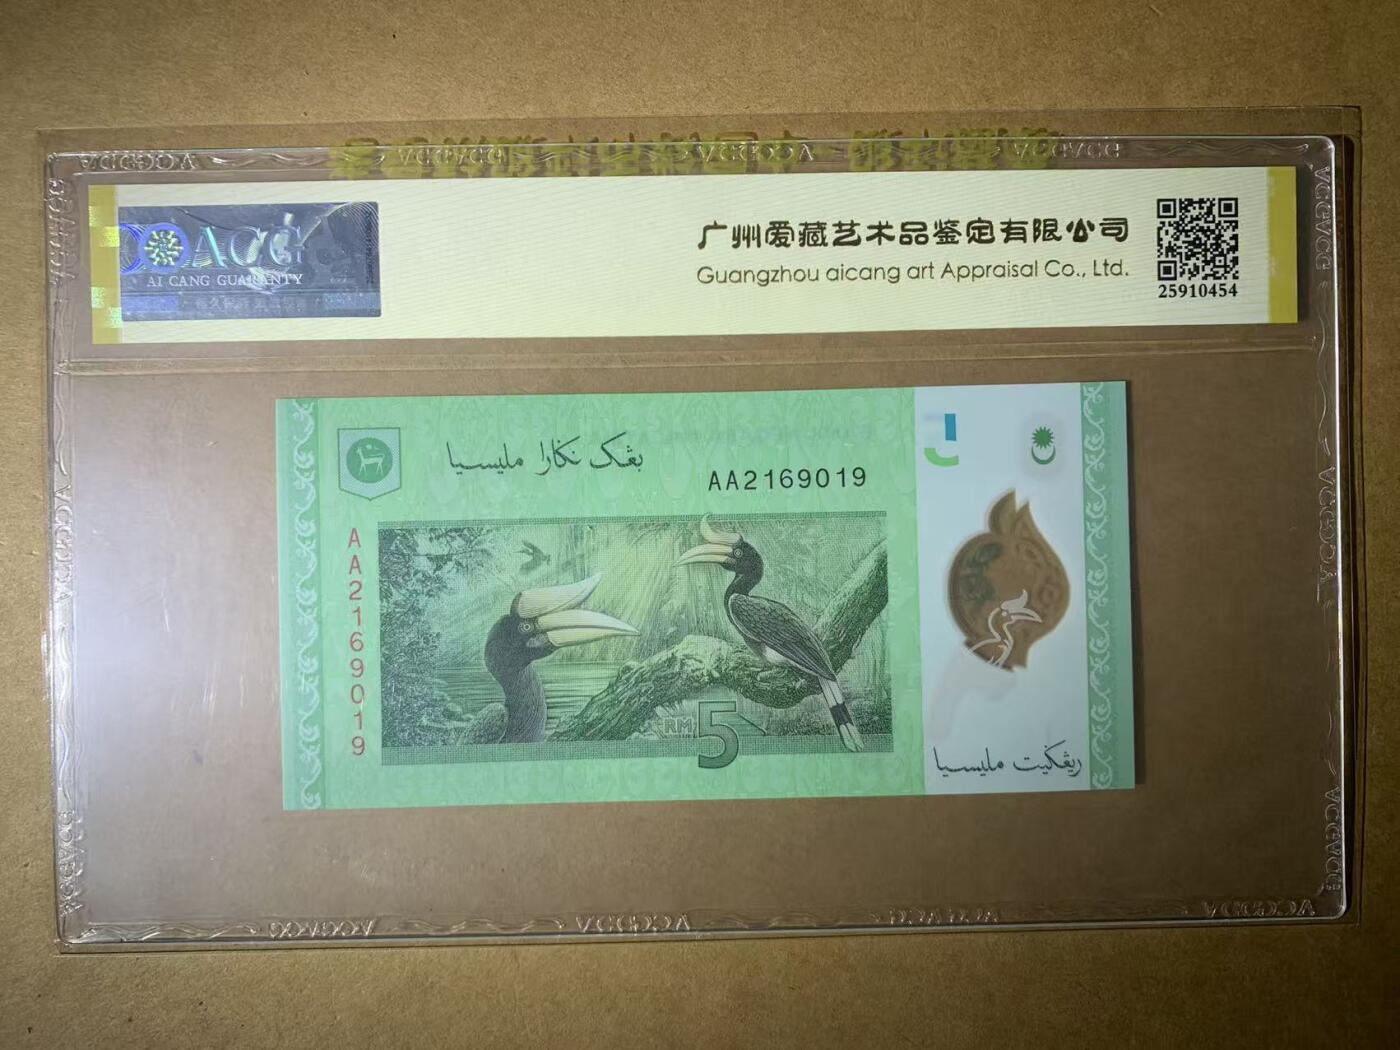 ACG
AI CANG GUARANTY
广州爱藏艺术品鉴定有限公司
Guangzhou aicang art Appraisal Co., Ltd.
25910454
بڠک نݢارا مليسيا
AA2169019
AA2169019
5
RM5
ريڠݢيت مليسيا